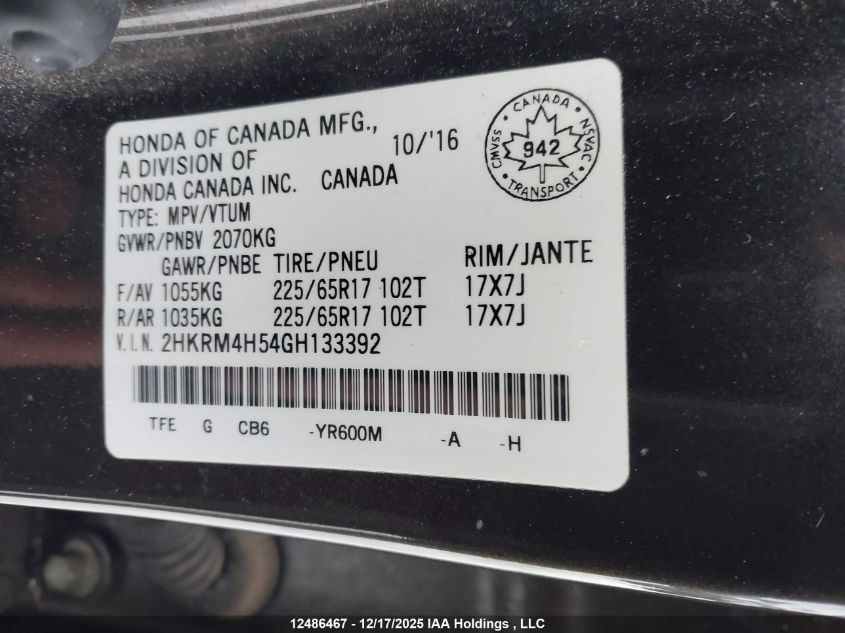 HONDA OF CANADA MFG., 10/'16
A DIVISION OF
HONDA CANADA INC. CANADA
TYPE: MPV/VTUM
GVWR/PNBV 2070KG
GAWR/PNBE TIRE/PNEU RIM/JANTE
F/AV 1055KG 225/65R17 102T 17X7J
R/AR 1035KG 225/65R17 102T 17X7J
V.I.N. 2HKRM4H54GH133392
TFE G CB6 -YR600M -A -H
CANADA
CMVSS 942 NSVAC
TRANSPORT
12486467 - 12/17/2025 IAA Holdings , LLC